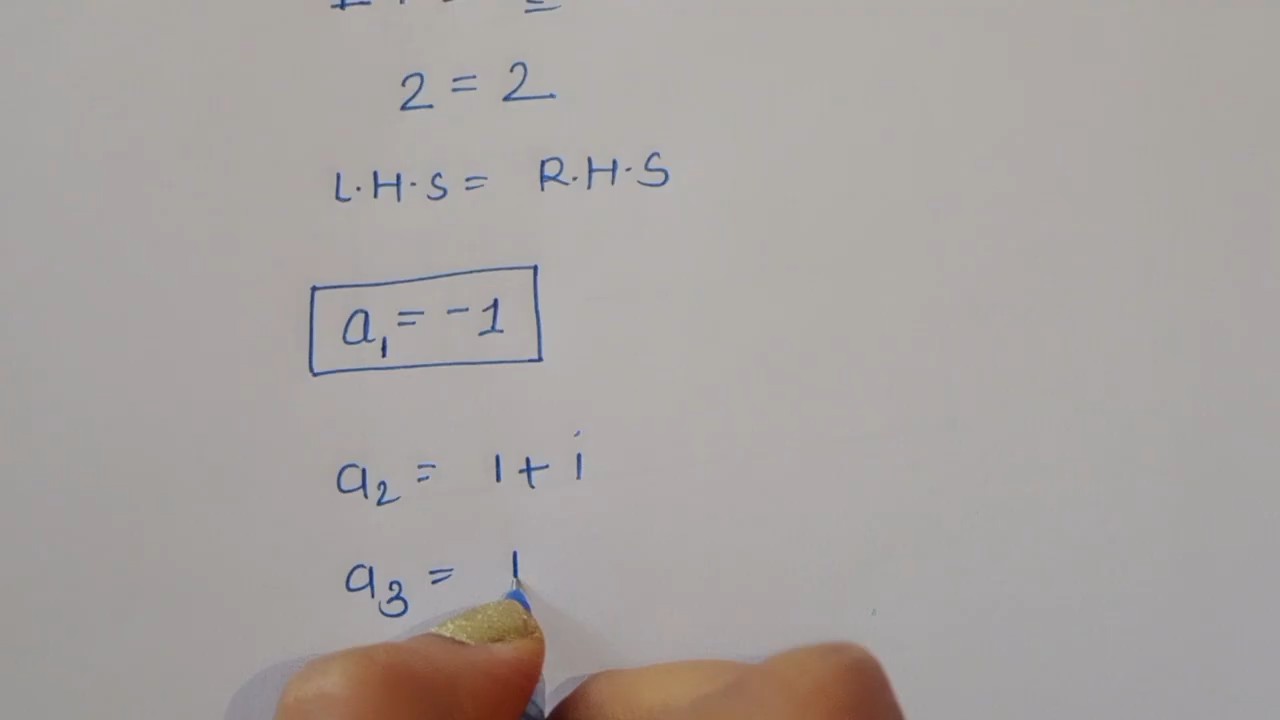 2 = 2
L.H.S = R.H.S
a₁ = -1
a₂ = 1 + i
a₃ = 1